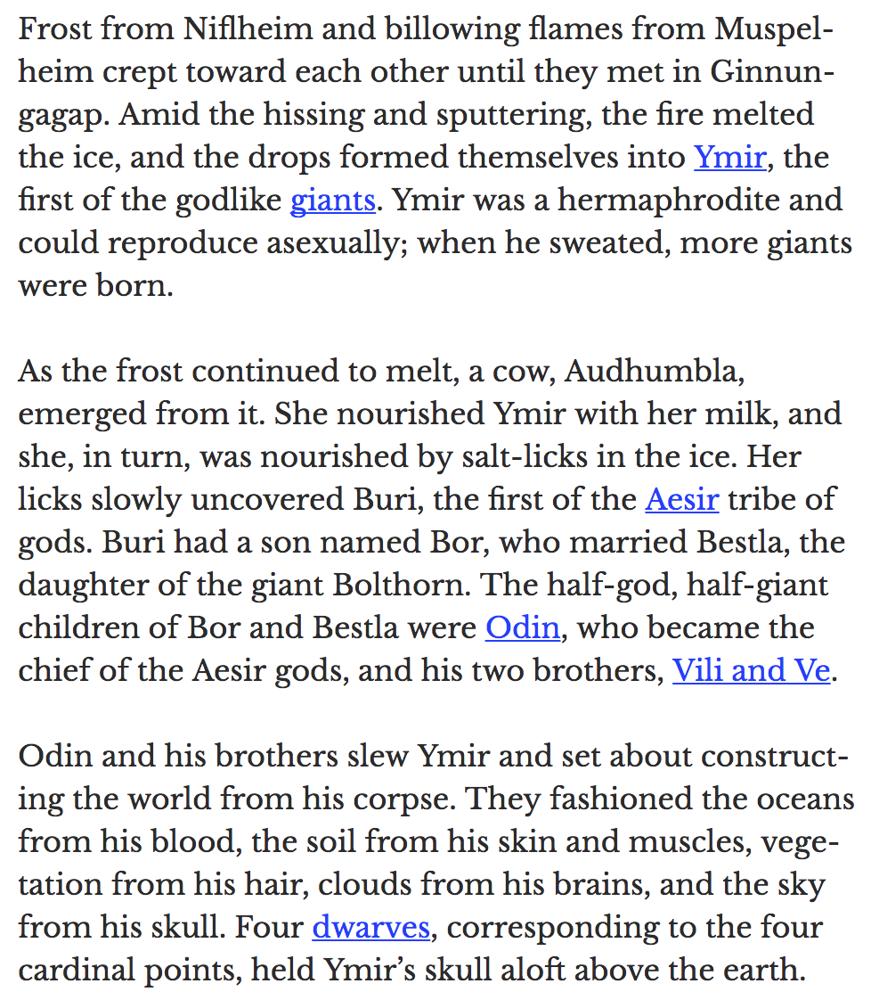 Frost from Niflheim and billowing flames from Muspel-
heim crept toward each other until they met in Ginnun-
gagap. Amid the hissing and sputtering, the fire melted
the ice, and the drops formed themselves into Ymir, the
first of the godlike giants. Ymir was a hermaphrodite and
could reproduce asexually; when he sweated, more giants
were born.
As the frost continued to melt, a cow, Audhumbla,
emerged from it. She nourished Ymir with her milk, and
she, in turn, was nourished by salt-licks in the ice. Her
licks slowly uncovered Buri, the first of the Aesir tribe of
gods. Buri had a son named Bor, who married Bestla, the
daughter of the giant Bolthorn. The half-god, half-giant
children of Bor and Bestla were Odin, who became the
chief of the Aesir gods, and his two brothers, Vili and Ve.
Odin and his brothers slew Ymir and set about construct-
ing the world from his corpse. They fashioned the oceans
from his blood, the soil from his skin and muscles, vege-
tation from his hair, clouds from his brains, and the sky
from his skull. Four dwarves, corresponding to the four
cardinal points, held Ymir’s skull aloft above the earth.